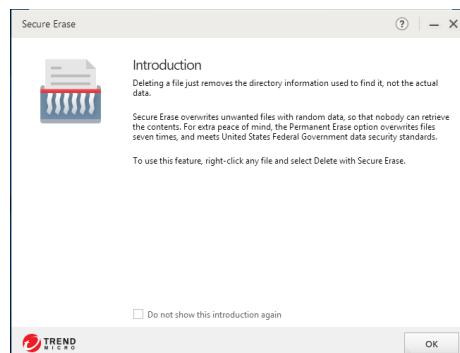 Secure Erase
Introduction
Deleting a file just removes the directory information used to find it, not the actual
data.
Secure Erase overwrites unwanted files with random data, so that nobody can retrieve
the contents. For extra peace of mind, the Permanent Erase option overwrites files
seven times, and meets United States Federal Government data security standards.
To use this feature, right-click any file and select Delete with Secure Erase.
Do not show this introduction again
TREND
MICRO
OK